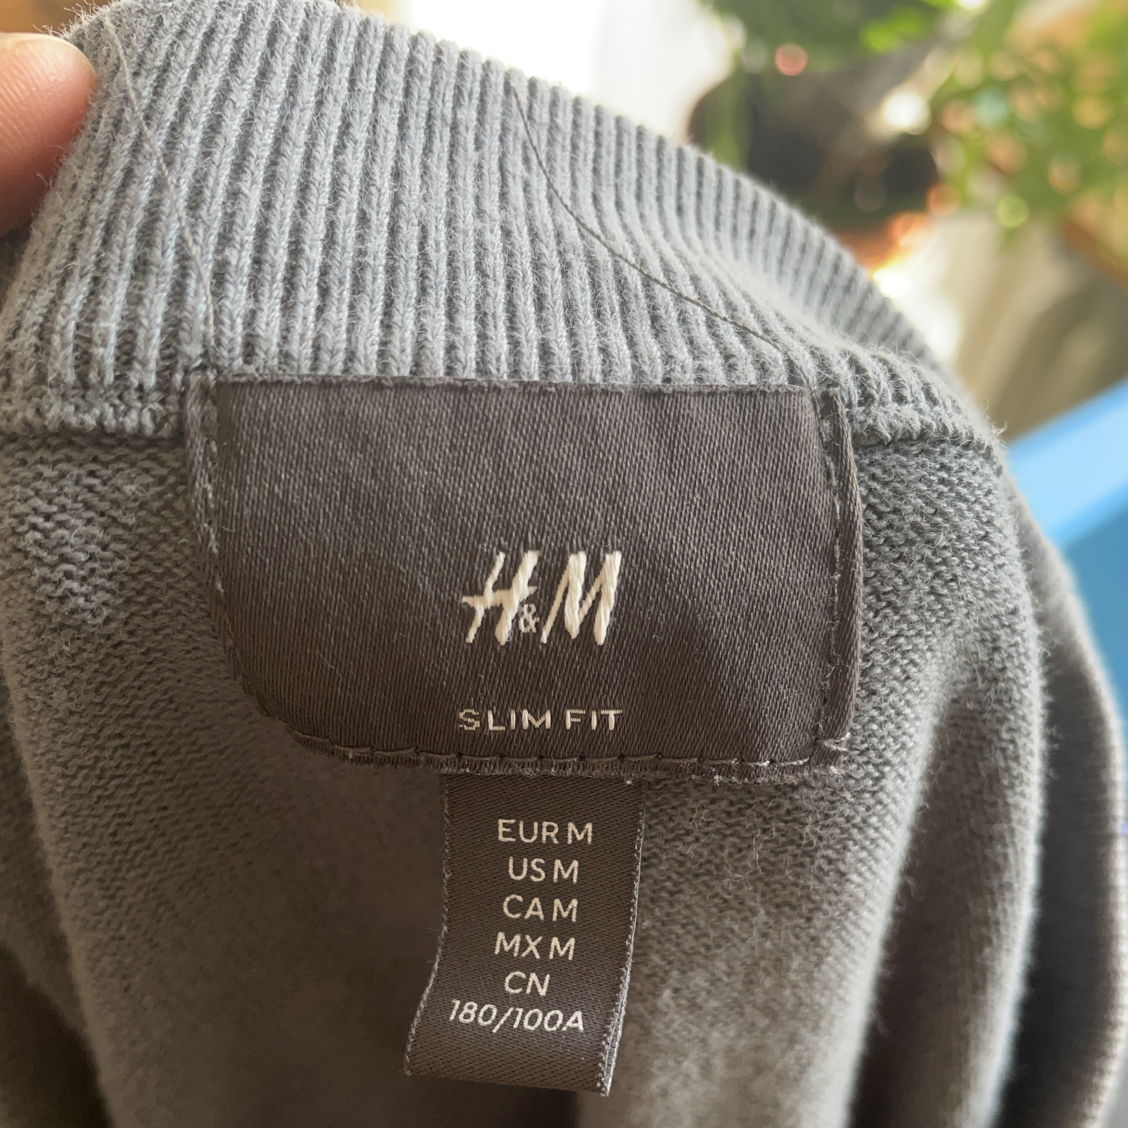 H&M
SLIM FIT
EUR M
US M
CA M
MX M
CN
180/100A